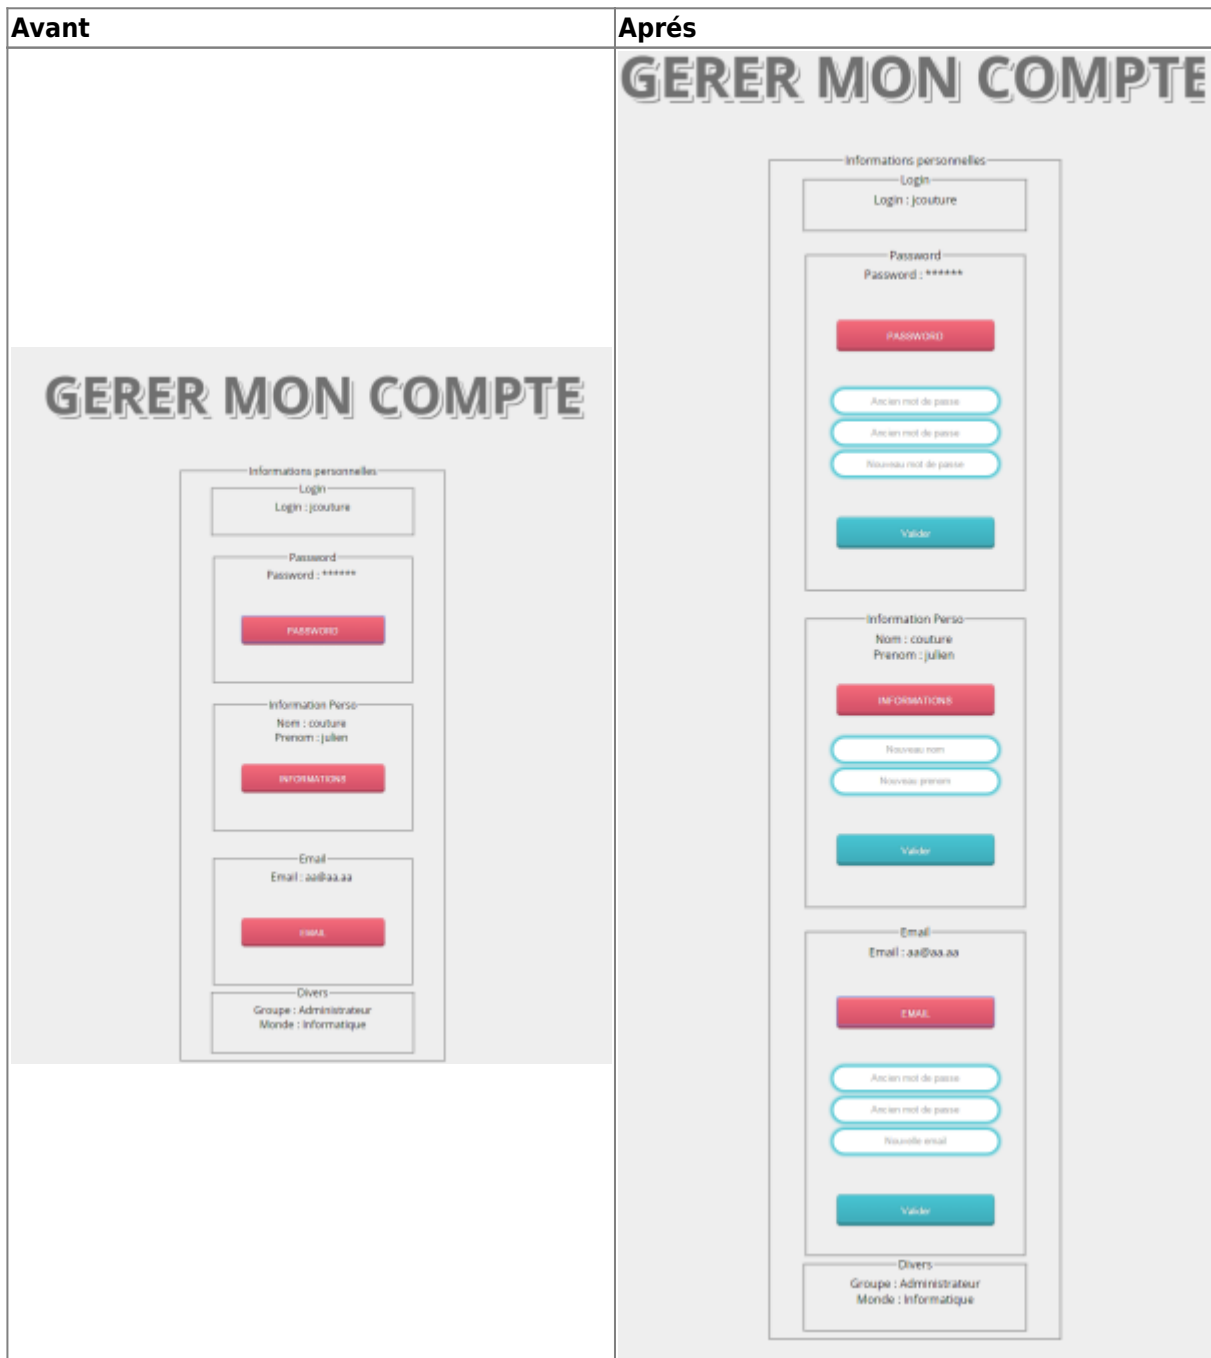 Avant
GERER MON COMPTE
Informations personnelles
Login
Login : jcouture
Password
Password : ******
PASSWORD
Information Perso
Nom : couture
Prenom : julien
INFORMATIONS
Email
Email : aa@aa.aa
EMAIL
Divers
Groupe : Administrateur
Monde : Informatique
Aprés
GERER MON COMPTE
Informations personnelles
Login
Login : jcouture
Password
Password : ******
PASSWORD
Ancien mot de passe
Ancien mot de passe
Nouveau mot de passe
Valider
Information Perso
Nom : couture
Prenom : julien
INFORMATIONS
Nouveau nom
Nouveau prenom
Valider
Email
Email : aa@aa.aa
EMAIL
Ancien mot de passe
Ancien mot de passe
Nouvelle email
Valider
Divers
Groupe : Administrateur
Monde : Informatique